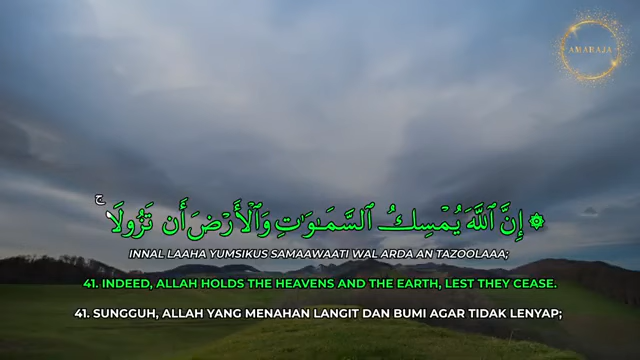 AMARAJA
۞ إِنَّ ٱللَّهَ يُمْسِكُ ٱلسَّمَـٰوَٰتِ وَٱلْأَرْضَ أَن تَزُولَا ۚ
INNAL LAAHA YUMSIKUS SAMAAWAATI WAL ARDA AN TAZOOLAAA;
41. INDEED, ALLAH HOLDS THE HEAVENS AND THE EARTH, LEST THEY CEASE.
41. SUNGGUH, ALLAH YANG MENAHAN LANGIT DAN BUMI AGAR TIDAK LENYAP;